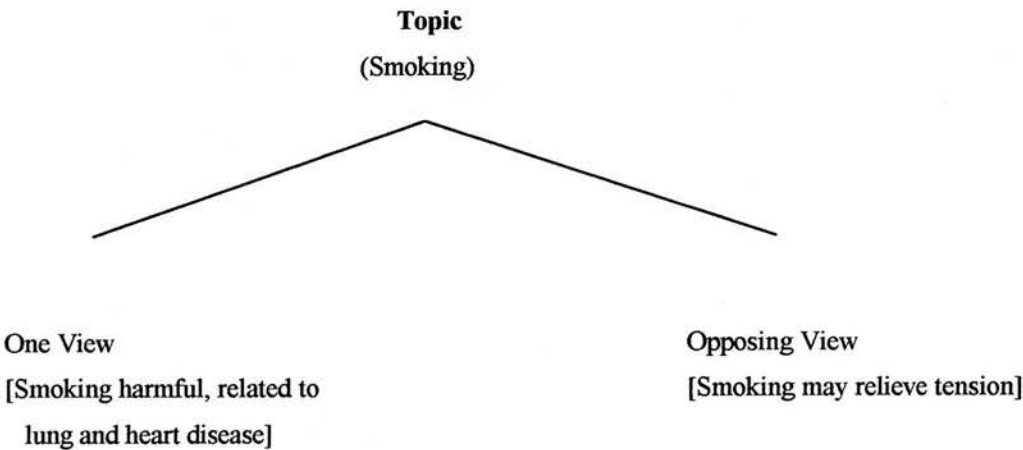 Topic
(Smoking)
One View
[Smoking harmful, related to
lung and heart disease]
Opposing View
[Smoking may relieve tension]